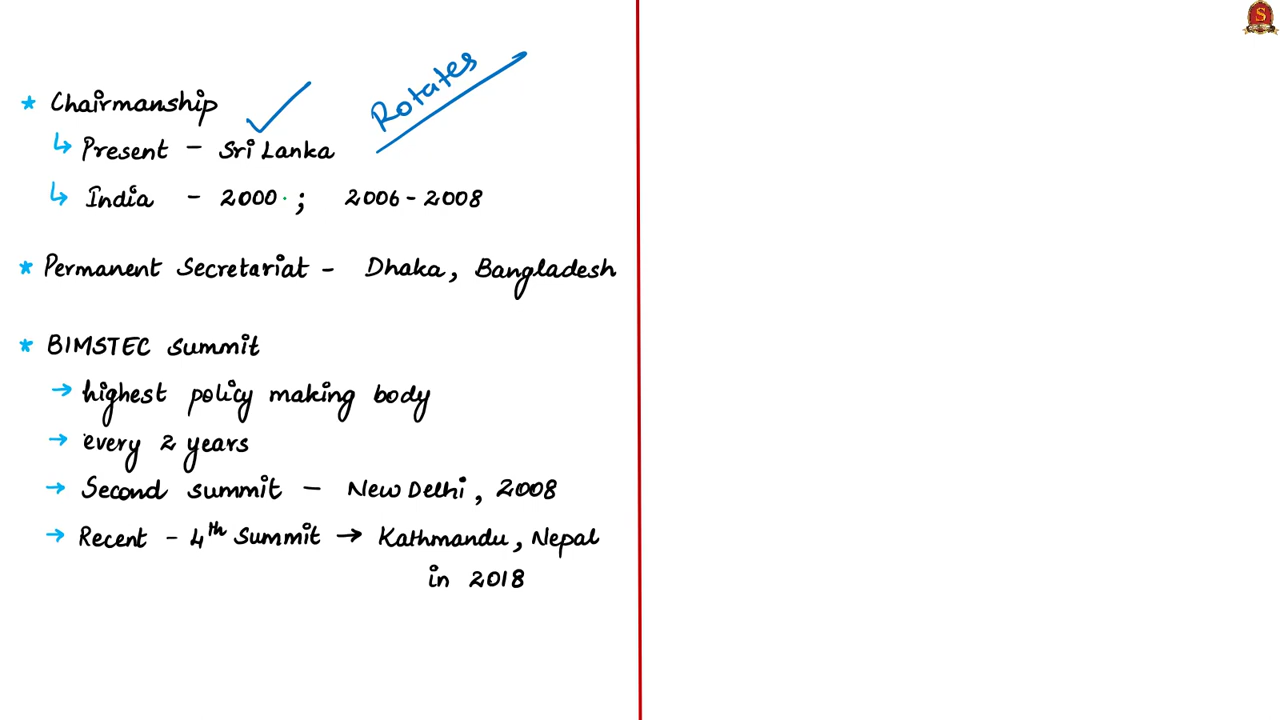 Rotates
* Chairmanship
↳ Present - Sri Lanka
↳ India - 2000 ; 2006-2008
* Permanent Secretariat - Dhaka, Bangladesh
* BIMSTEC Summit
→ highest policy making body
→ every 2 years
→ Second summit - New Delhi, 2008
→ Recent - 4th Summit → Kathmandu, Nepal
in 2018
S